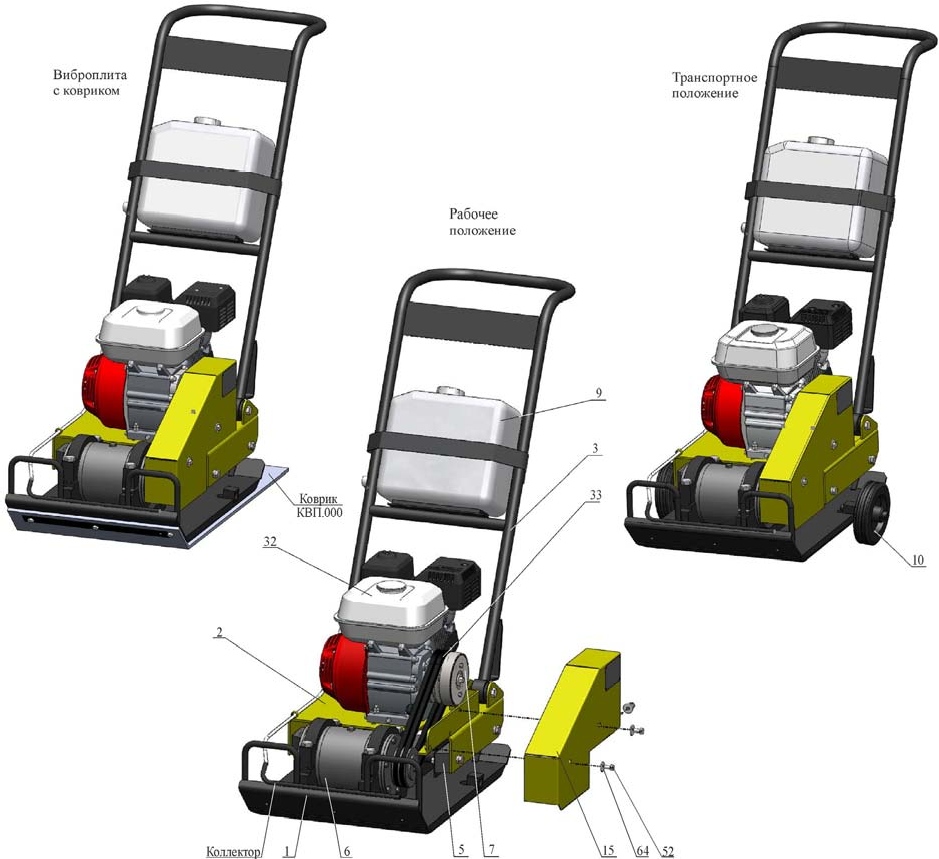 Виброплита
с ковриком
Транспортное
положение
Рабочее
положение
9
3
33
Коврик
КВП.000
32
10
2
Коллектор
1
6
5
7
15
64
52